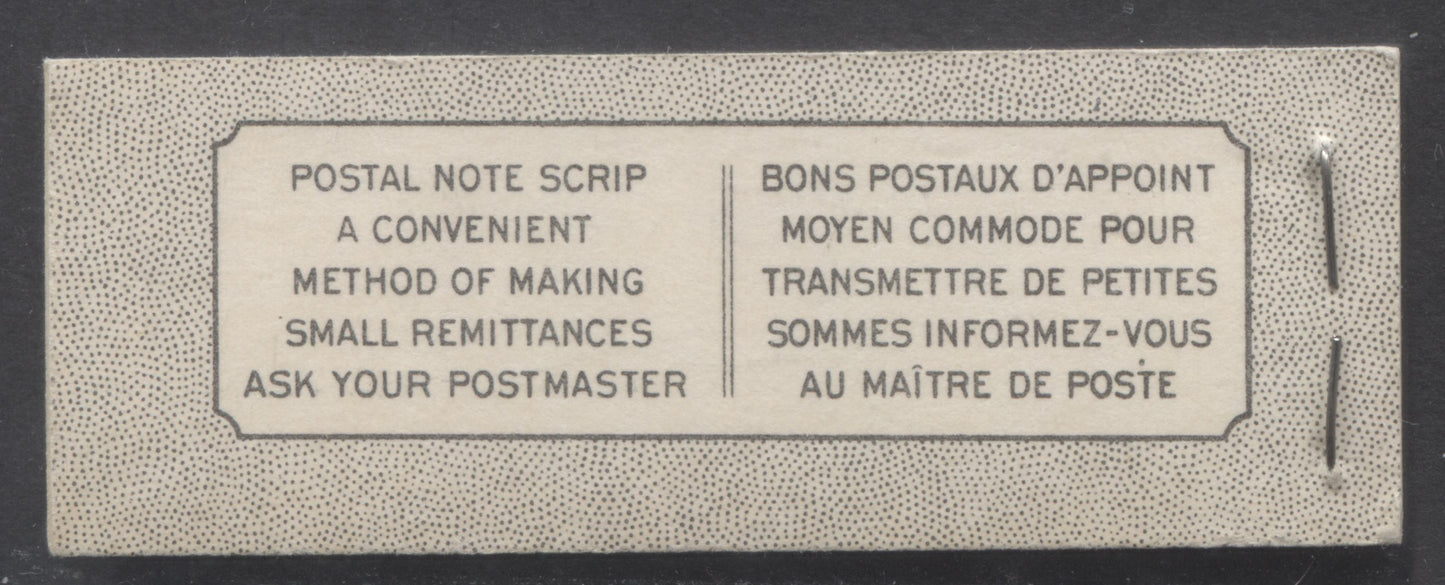 POSTAL NOTE SCRIP
A CONVENIENT
METHOD OF MAKING
SMALL REMITTANCES
ASK YOUR POSTMASTER
BONS POSTAUX D'APPOINT
MOYEN COMMODE POUR
TRANSMETTRE DE PETITES
SOMMES INFORMEZ-VOUS
AU MAÎTRE DE POSTE